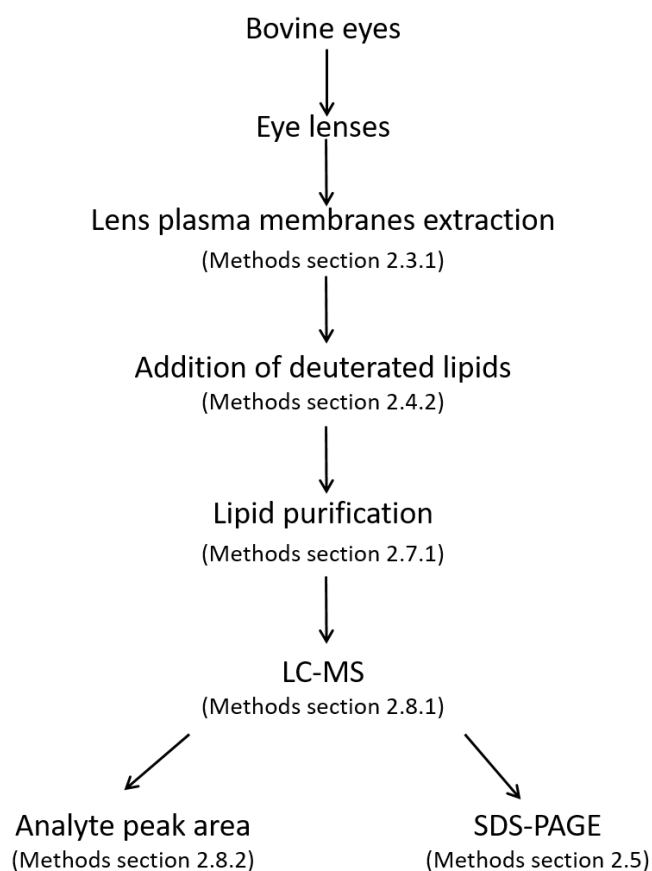 Bovine eyes
Eye lenses
Lens plasma membranes extraction
(Methods section 2.3.1)
Addition of deuterated lipids
(Methods section 2.4.2)
Lipid purification
(Methods section 2.7.1)
LC-MS
(Methods section 2.8.1)
Analyte peak area
(Methods section 2.8.2)
SDS-PAGE
(Methods section 2.5)